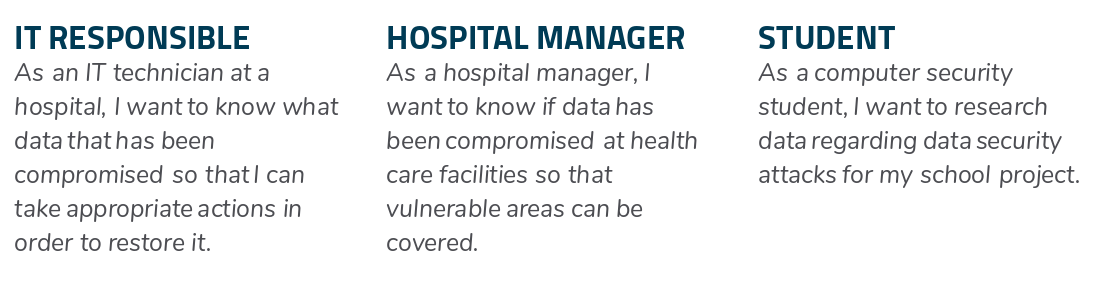 IT RESPONSIBLE
As an IT technician at a
hospital, I want to know what
data that has been
compromised so that I can
take appropriate actions in
order to restore it.
HOSPITAL MANAGER
As a hospital manager, I
want to know if data has
been compromised at health
care facilities so that
vulnerable areas can be
covered.
STUDENT
As a computer security
student, I want to research
data regarding data security
attacks for my school project.